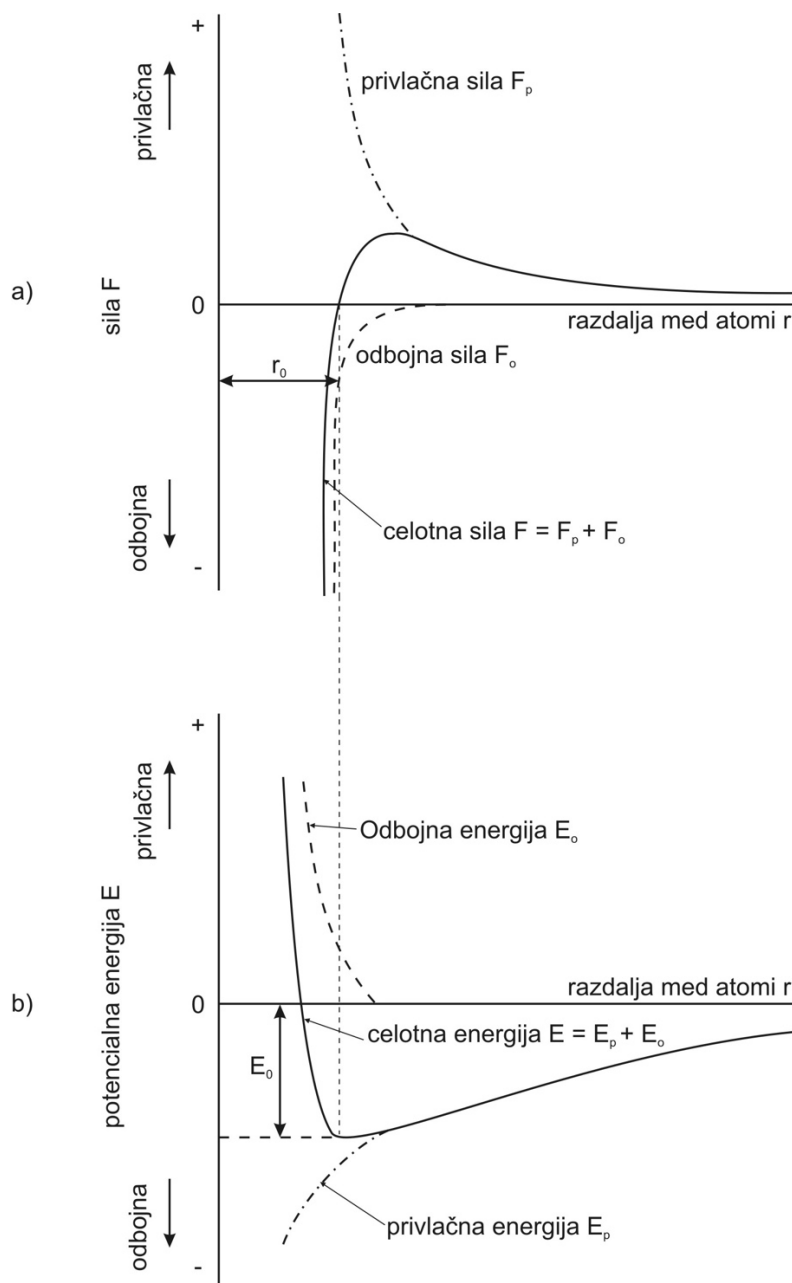 a)
+
privlačna
sila F
odbojna
0
-
privlačna sila Fₚ
razdalja med atomi r
odbojna sila Fₒ
r₀
celotna sila F = Fₚ + Fₒ
b)
+
privlačna
potencialna energija E
odbojna
0
-
Odbojna energija Eₒ
razdalja med atomi r
celotna energija E = Eₚ + Eₒ
E₀
privlačna energija Eₚ